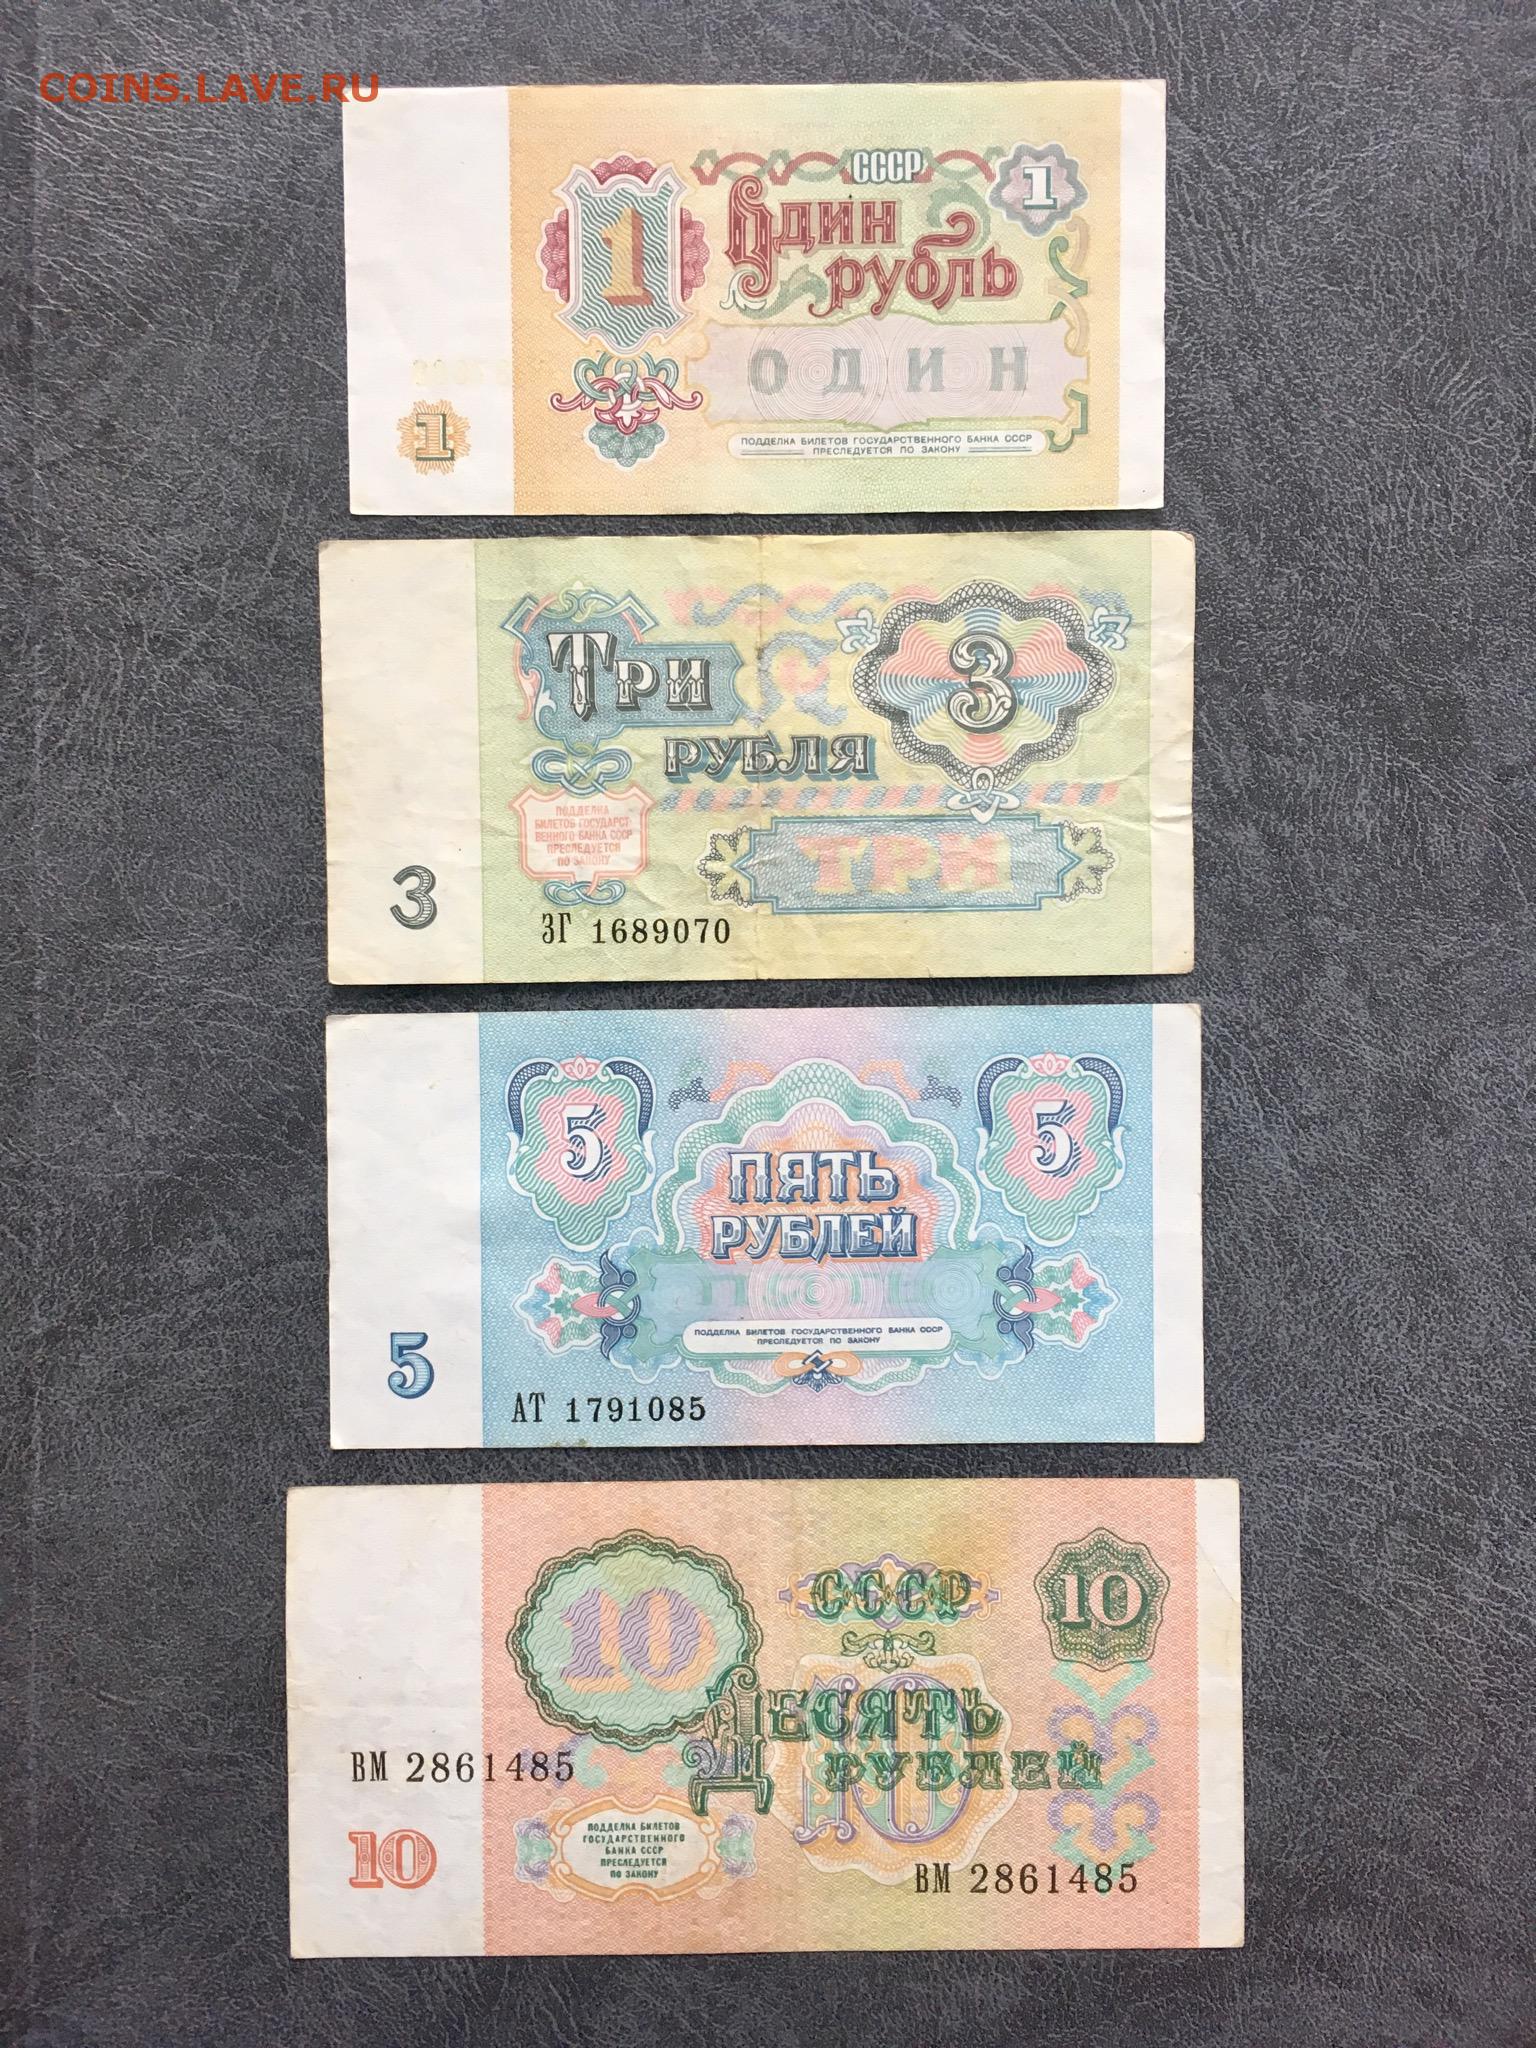 COINS.LAVE.RU
СССР
1
1
Один
рубль
ОДИН
1
ПОДДЕЛКА БИЛЕТОВ ГОСУДАРСТВЕННОГО БАНКА СССР
ПРЕСЛЕДУЕТСЯ ПО ЗАКОНУ
Три
3
РУБЛЯ
ПОДДЕЛКА
БИЛЕТОВ ГОСУДАРСТ-
ВЕННОГО БАНКА СССР
ПРЕСЛЕДУЕТСЯ
ПО ЗАКОНУ
ТРИ
3
ЗГ 1689070
5
5
ПЯТЬ
РУБЛЕЙ
ПЯТЬ
ПОДДЕЛКА БИЛЕТОВ ГОСУДАРСТВЕННОГО БАНКА СССР
ПРЕСЛЕДУЕТСЯ ПО ЗАКОНУ
5
АТ 1791085
СССР
10
10
10
ДЕСЯТЬ
РУБЛЕЙ
ВМ 2861485
ПОДДЕЛКА БИЛЕТОВ
ГОСУДАРСТВЕННОГО
БАНКА СССР
ПРЕСЛЕДУЕТСЯ
ПО ЗАКОНУ
10
ВМ 2861485